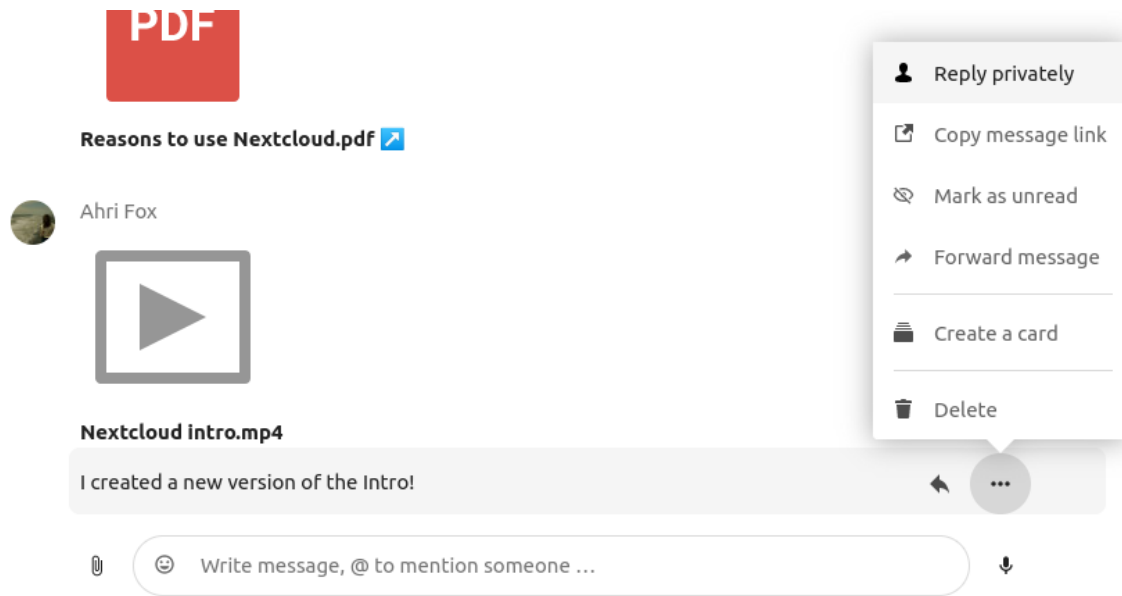 PDF
Reasons to use Nextcloud.pdf
Ahri Fox
Nextcloud intro.mp4
I created a new version of the Intro!
Write message, @ to mention someone …
Reply privately
Copy message link
Mark as unread
Forward message
Create a card
Delete